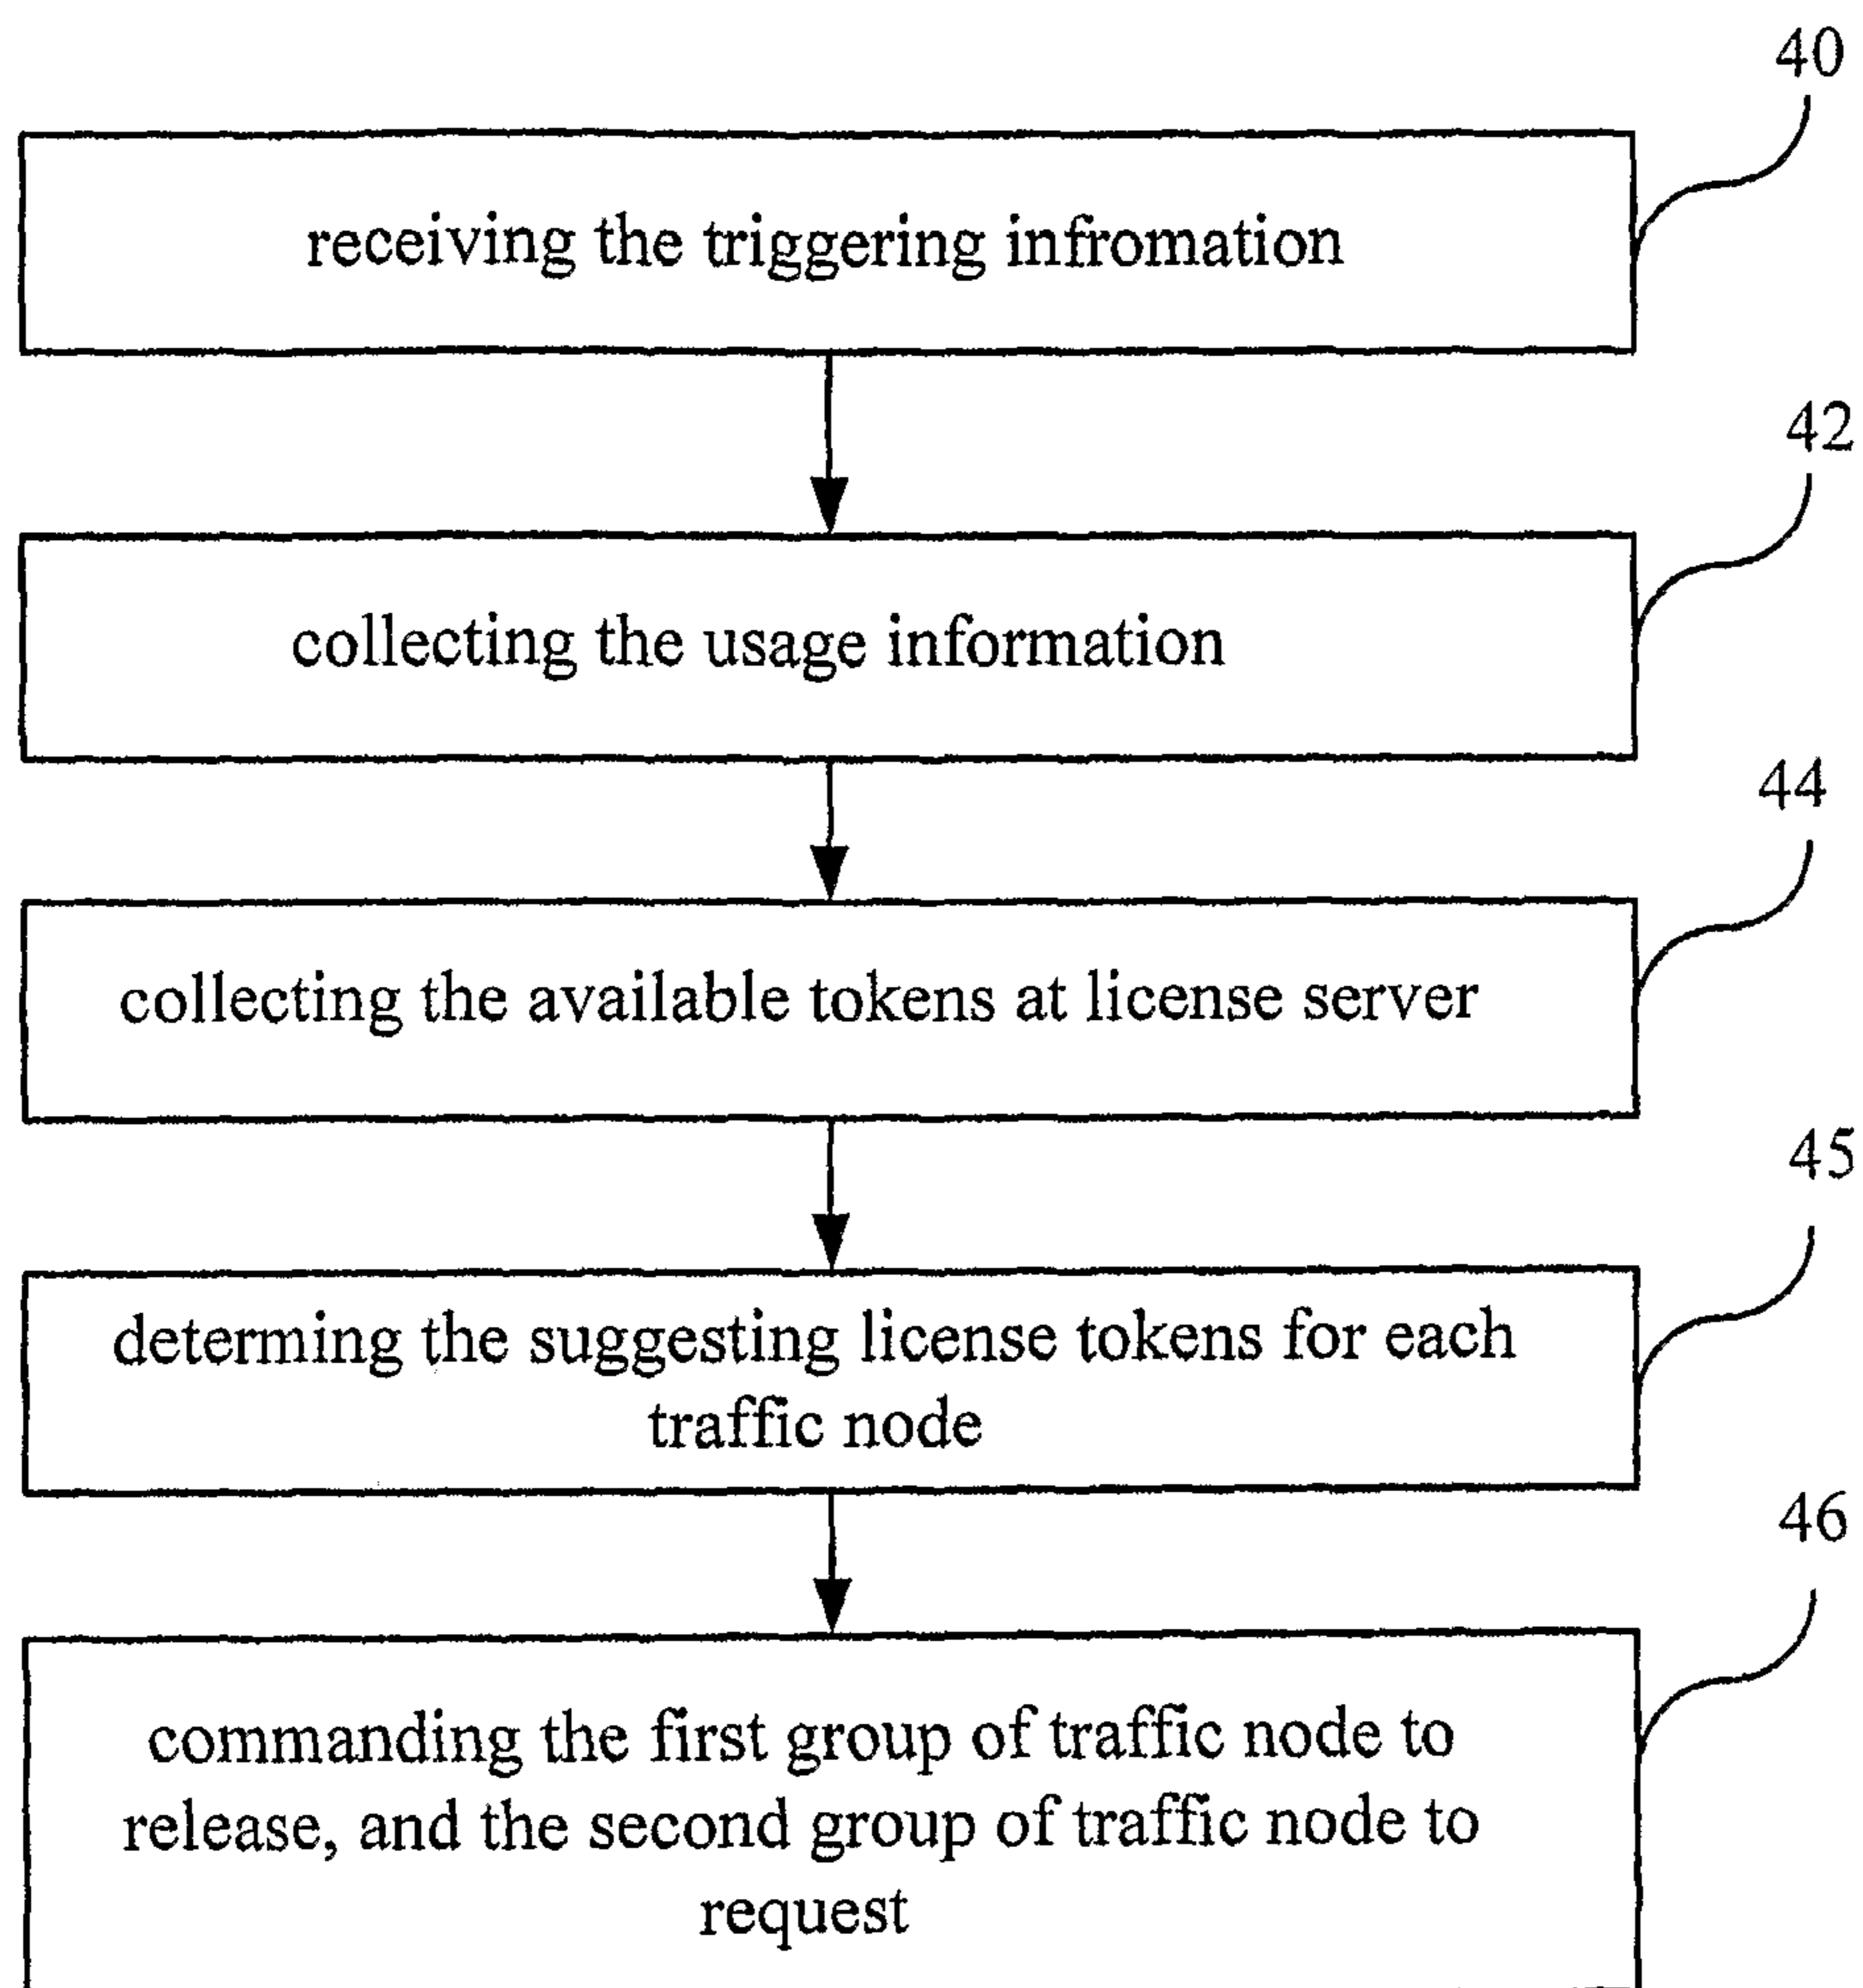 40
receiving the triggering infromation
42
collecting the usage information
44
collecting the available tokens at license server
45
determing the suggesting license tokens for each
traffic node
46
commanding the first group of traffic node to
release, and the second group of traffic node to
request